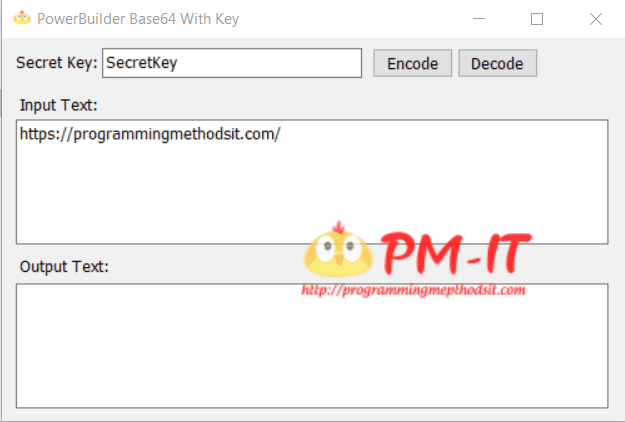 PowerBuilder Base64 With Key
Secret Key: SecretKey Encode Decode
Input Text:
https://programmingmethodsit.com/
PM-IT
Output Text:
http://programmingmepthodsit.com